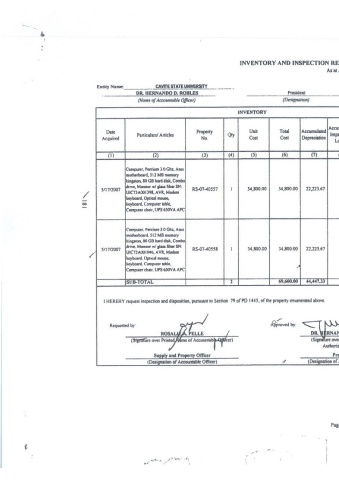 INVENTORY AND INSPECTION RE
As at
Entity Name: CAVITE STATE UNIVERSITY
DR. HERNANDO D. ROBLES President
(Name of Accountable Officer) (Designation)
INVENTORY
Date Acquired Particulars/ Articles Property No. Qty Unit Cost Total Cost Accumulated Depreciation
(1) (2) (3) (4) (5) (6) (7)
Computer, Pentium 3.0 Ghz, Asus
motherboard, 512 MB memory
kingston, 80 GB hard disk, Combo
drive, Monitor w/ glass filter SN
AVR, Modem
keyboard, Optical mouse,
keyboard, Computer table,
Computer chair, UPS 650VA APC
5/17/2007 RS-07-40557 1 34,800.00 34,800.00 22,223.67
Computer, Pentium 3.0 Ghz, Asus
motherboard, 512 MB memory
kingston, 80 GB hard disk, Combo
drive, Monitor w/ glass filter SN
AVR, Modem
keyboard, Optical mouse,
keyboard, Computer table,
Computer chair, UPS 650VA APC
5/17/2007 RS-07-40558 1 34,800.00 34,800.00 22,223.67
SUB-TOTAL 2 69,600.00 44,447.33
I HEREBY request inspection and disposition, pursuant to Section 79 of PD 1445, of the property enumerated above.
Requested by: Approved by:
ROSALI A. PELLE DR. HERNAN
(Signature over Printed Name of Accountable Officer) (Signature over
Authoriz
Supply and Property Officer Pre
(Designation of Accountable Officer) (Designation of
Page